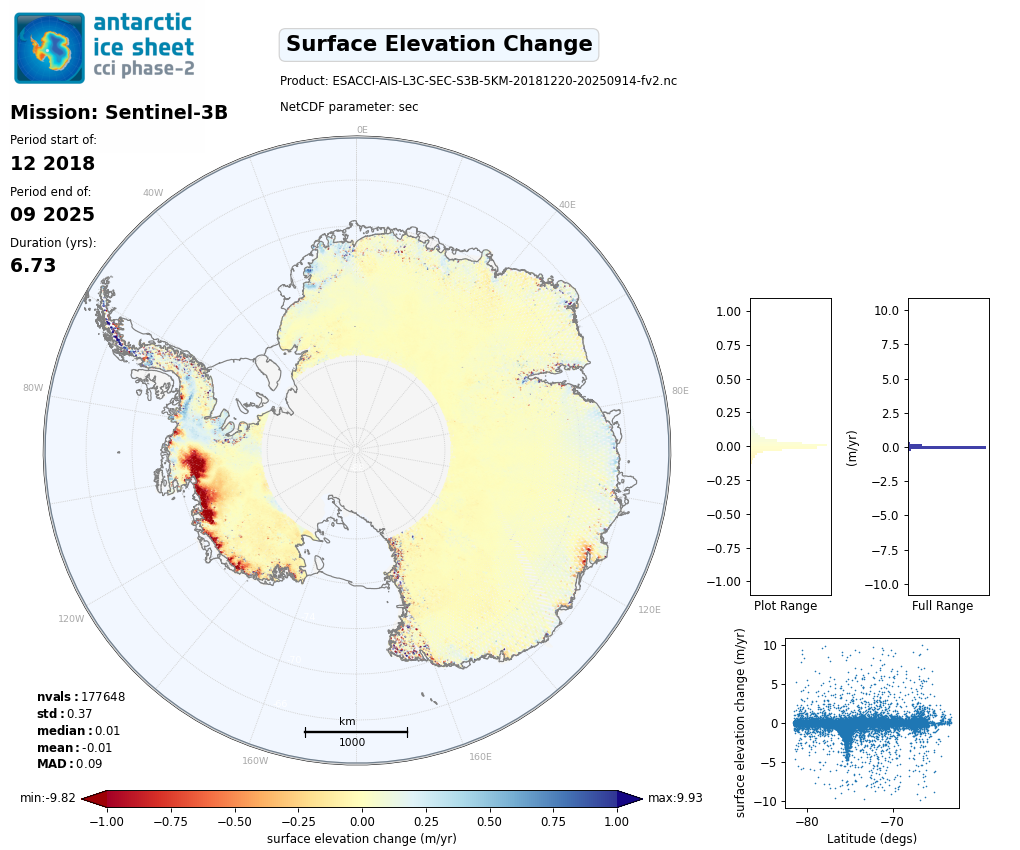 antarctic
ice sheet
cci phase-2
Surface Elevation Change
Product: ESACCI-AIS-L3C-SEC-S3B-5KM-20181220-20250914-fv2.nc
NetCDF parameter: sec
Mission: Sentinel-3B
Period start of:
12 2018
Period end of:
09 2025
Duration (yrs):
6.73
0E
40W
40E
80W
80E
120W
120E
160W
160E
nvals: 177648
std: 0.37
median: 0.01
mean: -0.01
MAD: 0.09
km
1000
min:-9.82
max:9.93
−1.00 −0.75 −0.50 −0.25 0.00 0.25 0.50 0.75 1.00
surface elevation change (m/yr)
1.00
0.75
0.50
0.25
0.00
−0.25
−0.50
−0.75
−1.00
Plot Range
(m/yr)
10.0
7.5
5.0
2.5
0.0
−2.5
−5.0
−7.5
−10.0
Full Range
surface elevation change (m/yr)
10
5
0
−5
−10
−80 −70
Latitude (degs)